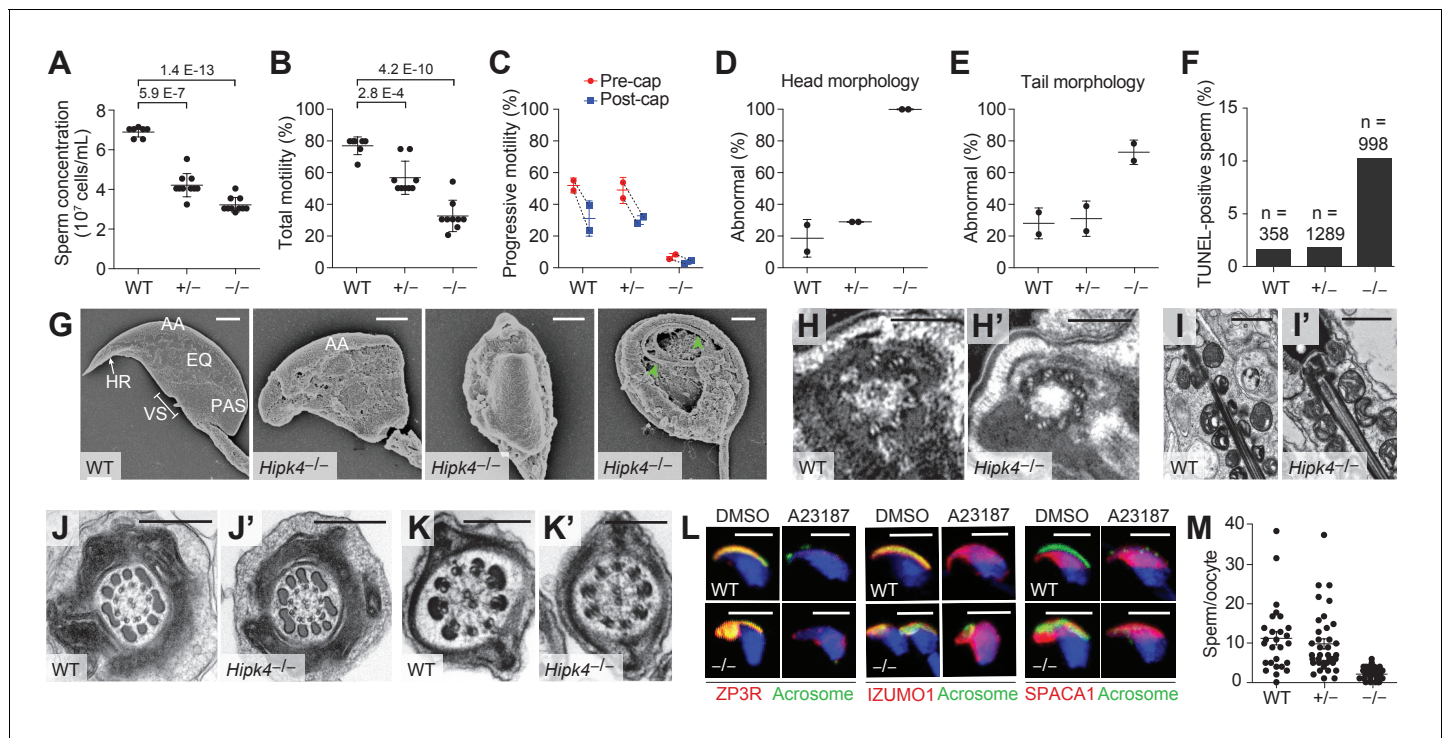 A
1.4 E-13
5.9 E-7
Sperm concentration
(10⁷ cells/mL)
8
6
4
2
0
WT
+/–
–/–
B
4.2 E-10
2.8 E-4
Total motility (%)
100
80
60
40
20
0
WT
+/–
–/–
C
Pre-cap
Post-cap
Progressive motility (%)
100
80
60
40
20
0
WT
+/–
–/–
D
Head morphology
Abnormal (%)
100
80
60
40
20
0
WT
+/–
–/–
E
Tail morphology
Abnormal (%)
100
80
60
40
20
0
WT
+/–
–/–
F
TUNEL-positive sperm (%)
15
10
5
0
n =
358
n =
1289
n =
998
WT
+/–
–/–
G
AA
EQ
HR
VS
PAS
WT
AA
Hipk4–/–
Hipk4–/–
Hipk4–/–
H
WT
H'
Hipk4–/–
I
WT
I'
Hipk4–/–
J
WT
J'
Hipk4–/–
K
WT
K'
Hipk4–/–
L
DMSO A23187
DMSO A23187
DMSO A23187
WT
WT
WT
–/–
–/–
–/–
ZP3R Acrosome
IZUMO1 Acrosome
SPACA1 Acrosome
M
Sperm/oocyte
40
30
20
10
0
WT
+/–
–/–